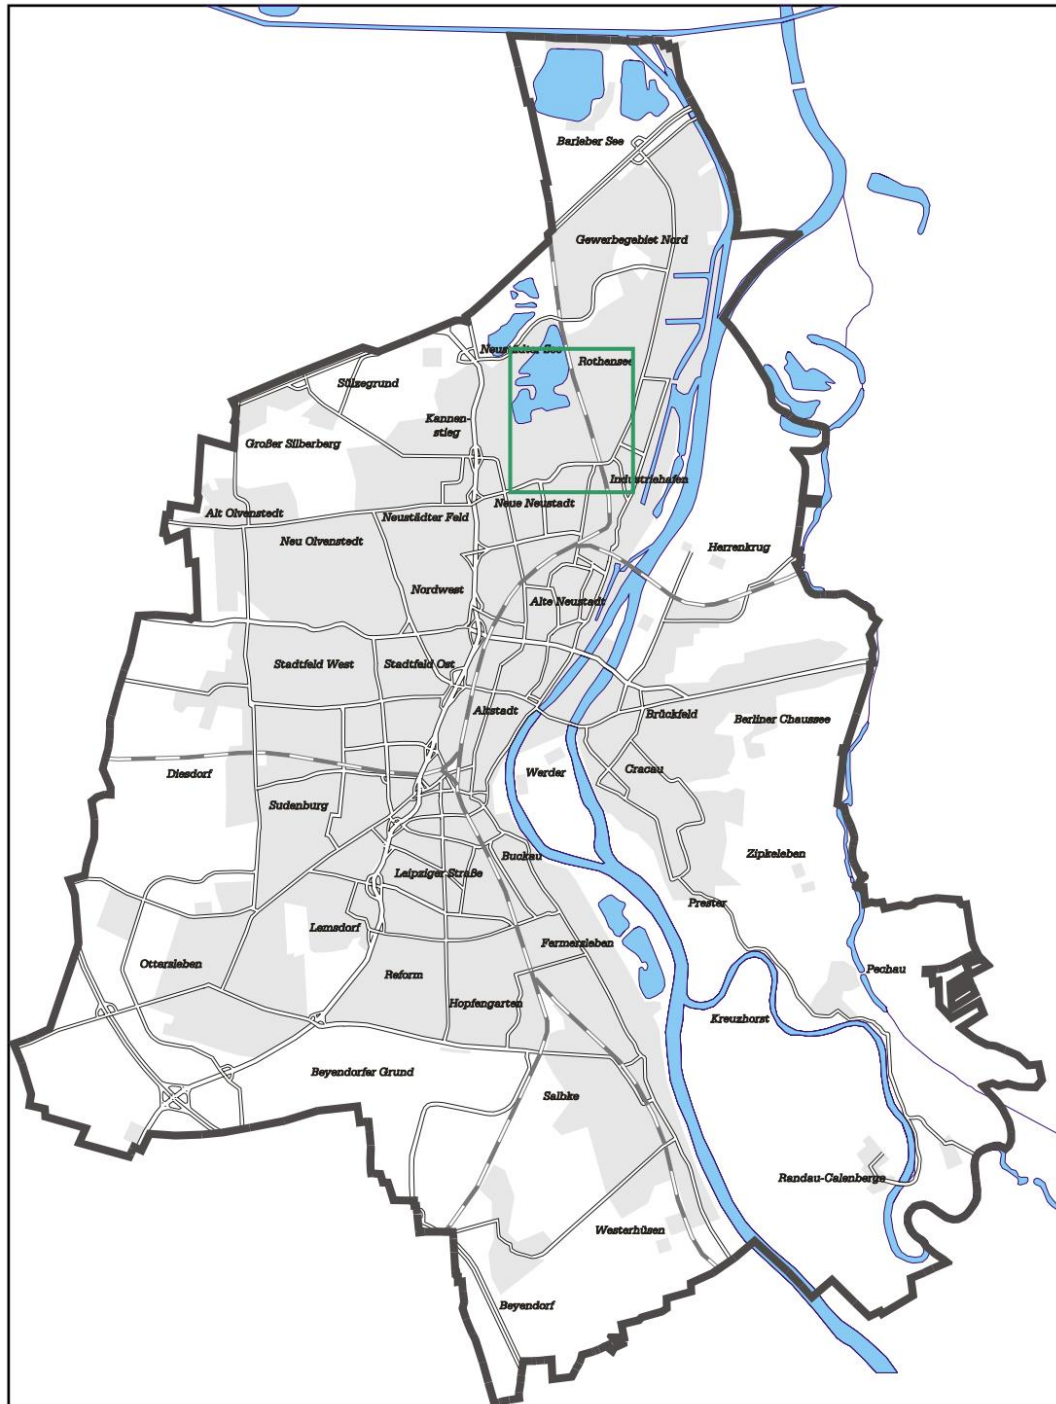 Barleber See
Gewerbegebiet Nord
Neustädter See
Rothensee
Sülzegrund
Kannen-
stieg
Großer Silberberg
Industriehafen
Neue Neustadt
Alt Olvenstedt
Neustädter Feld
Neu Olvenstedt
Herrenkrug
Nordwest
Alte Neustadt
Stadtfeld West
Stadtfeld Ost
Altstadt
Brückfeld
Berliner Chaussee
Diesdorf
Werder
Cracau
Sudenburg
Buckau
Zipkeleben
Leipziger Straße
Prester
Lemsdorf
Fermersleben
Ottersleben
Reform
Pechau
Hopfengarten
Kreuzhorst
Beyendorfer Grund
Salbke
Randau-Calenberge
Westerhüsen
Beyendorf